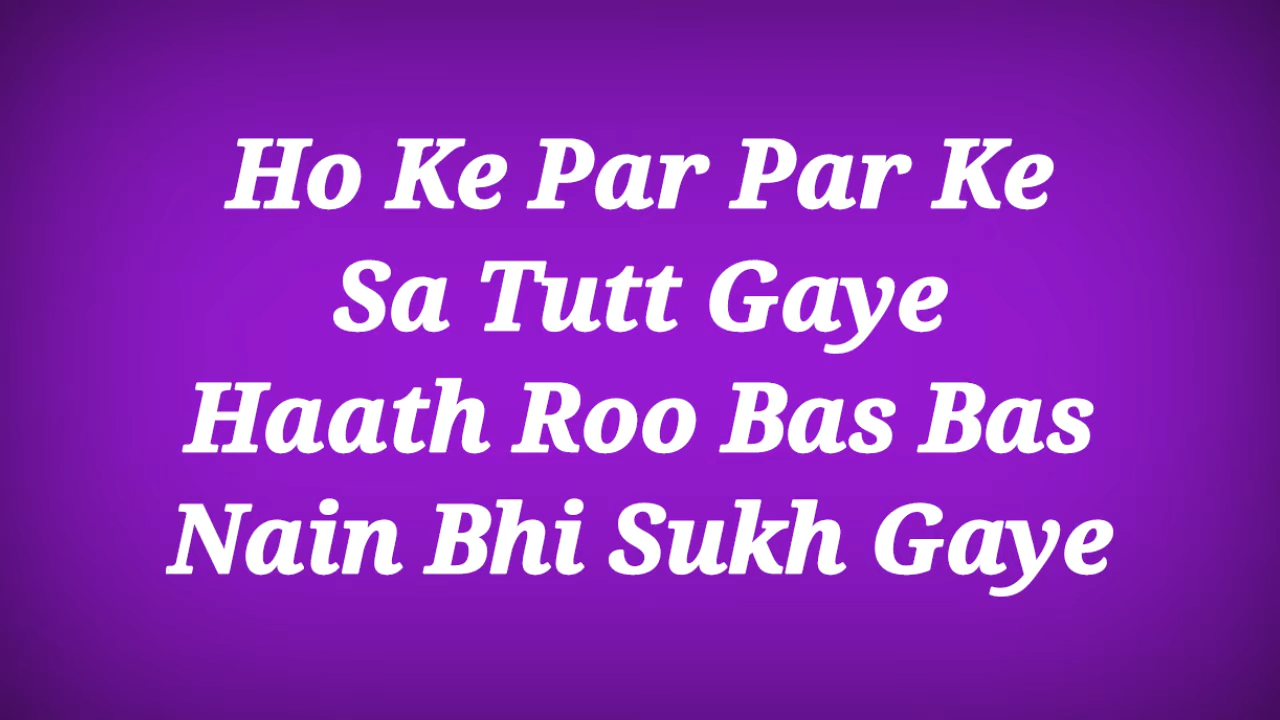 Ho Ke Par Par Ke
Sa Tutt Gaye
Haath Roo Bas Bas
Nain Bhi Sukh Gaye